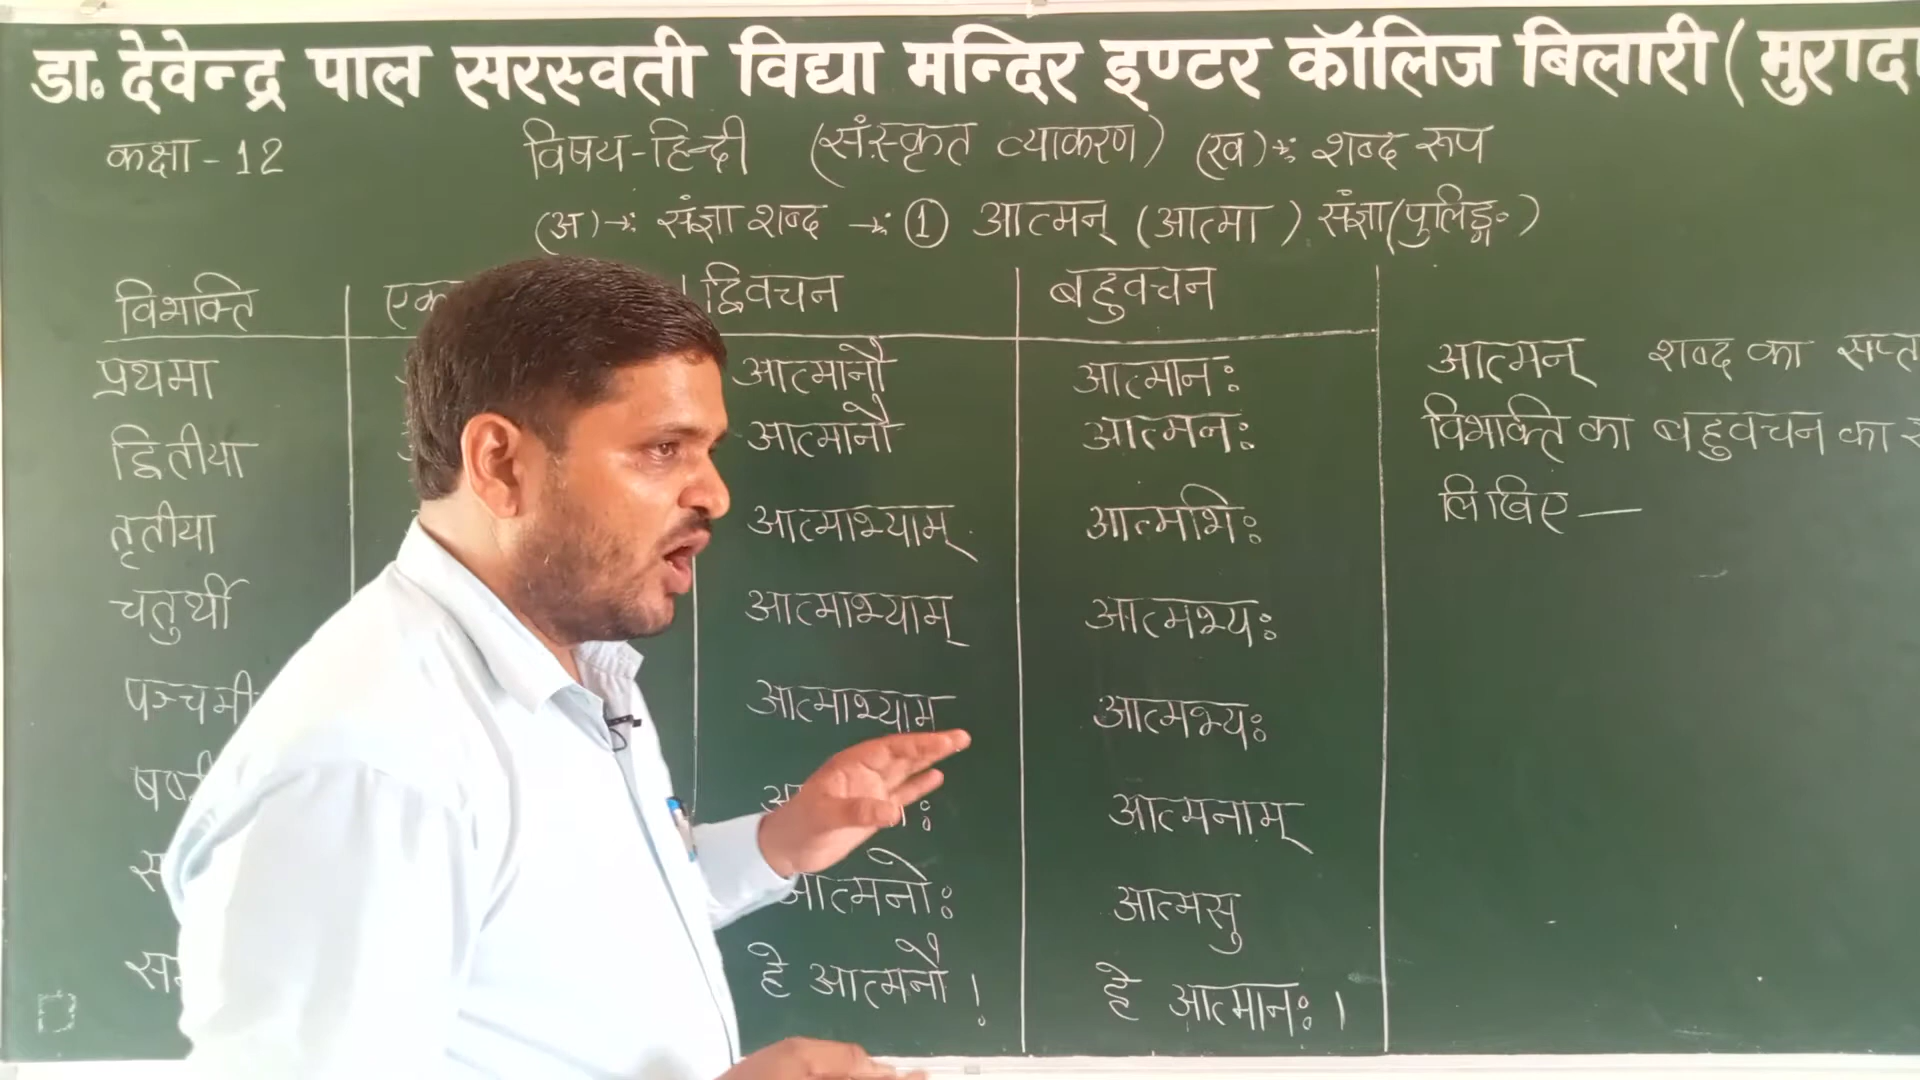 डा. देवेन्द्र पाल सरस्वती विद्या मन्दिर इण्टर कॉलिज बिलारी ( मुरादा
कक्षा - 12 विषय-हिन्दी (संस्कृत व्याकरण) (ख)→: शब्द रूप
(अ)→: संज्ञा शब्द →: ① आत्मन् (आत्मा) संज्ञा(पुलिङ्ग॰)
विभक्ति एक द्विवचन बहुवचन
प्रथमा आत्मानौ आत्मानः
द्वितीया आत्मानौ आत्मनः
तृतीया आत्माभ्याम् आत्मभिः
चतुर्थी आत्माभ्याम् आत्मभ्यः
पञ्चमी आत्माभ्याम आत्मभ्यः
आत्मनाम्
आत्मनोः आत्मसु
हे आत्मनौ ! हे आत्मानः ।
आत्मन् शब्द का सप्त
विभक्ति का बहुवचन का
लिखिए —